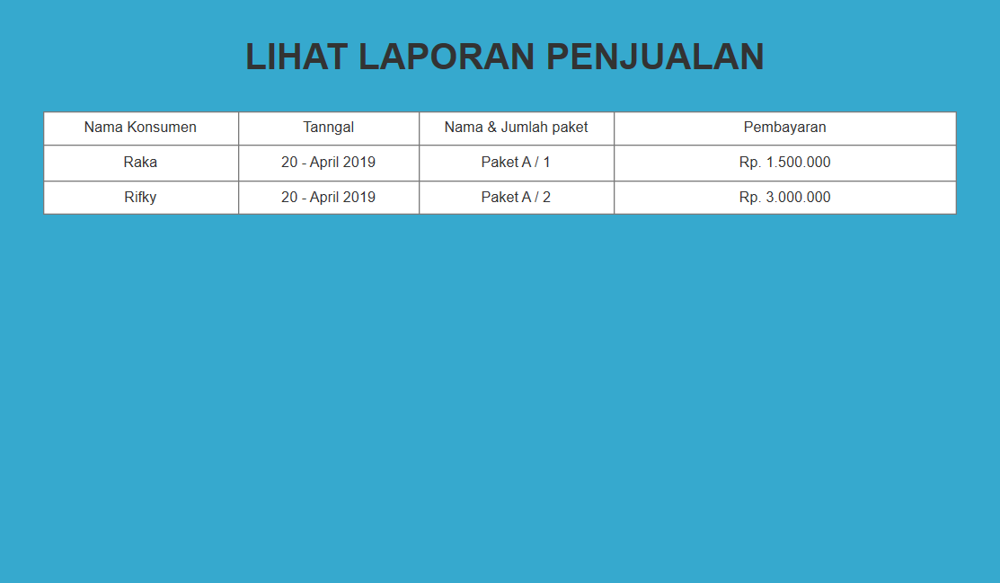 LIHAT LAPORAN PENJUALAN
Nama Konsumen Tanngal Nama & Jumlah paket Pembayaran
Raka 20 - April 2019 Paket A / 1 Rp. 1.500.000
Rifky 20 - April 2019 Paket A / 2 Rp. 3.000.000